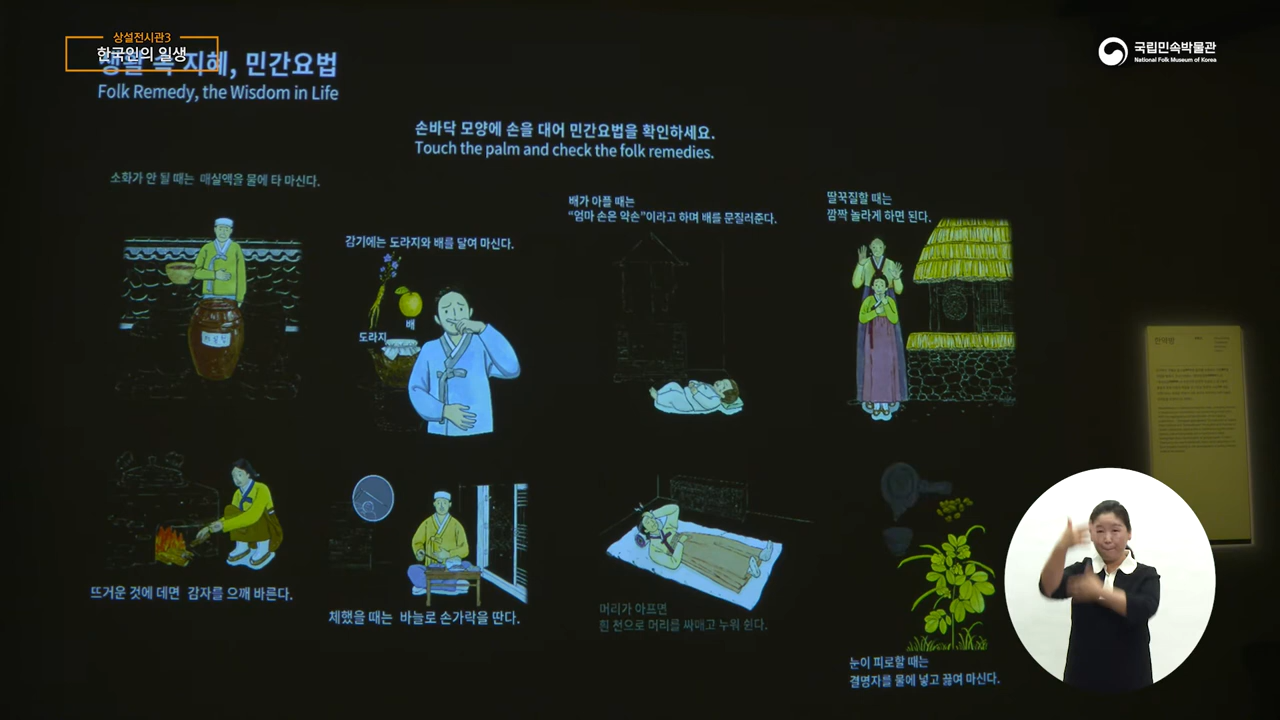 상설전시관3
한국인의 일생
생활 속 지혜, 민간요법
Folk Remedy, the Wisdom in Life
국립민속박물관
National Folk Museum of Korea
손바닥 모양에 손을 대어 민간요법을 확인하세요.
Touch the palm and check the folk remedies.
소화가 안 될 때는 매실액을 물에 타 마신다.
감기에는 도라지와 배를 달여 마신다.
배
도라지
배가 아플 때는
“엄마 손은 약손”이라고 하며 배를 문질러준다.
딸꾹질할 때는
깜짝 놀라게 하면 된다.
뜨거운 것에 데면 감자를 으깨 바른다.
체했을 때는 바늘로 손가락을 딴다.
머리가 아프면
흰 천으로 머리를 싸매고 누워 쉰다.
눈이 피로할 때는
결명자를 물에 넣고 끓여 마신다.
한약방